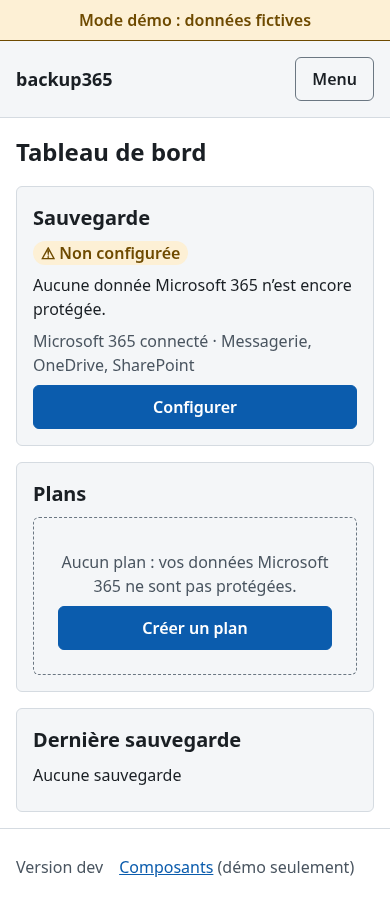 Mode démo : données fictives
backup365
Menu
Tableau de bord
Sauvegarde
⚠ Non configurée
Aucune donnée Microsoft 365 n’est encore
protégée.
Microsoft 365 connecté · Messagerie,
OneDrive, SharePoint
Configurer
Plans
Aucun plan : vos données Microsoft
365 ne sont pas protégées.
Créer un plan
Dernière sauvegarde
Aucune sauvegarde
Version dev Composants (démo seulement)